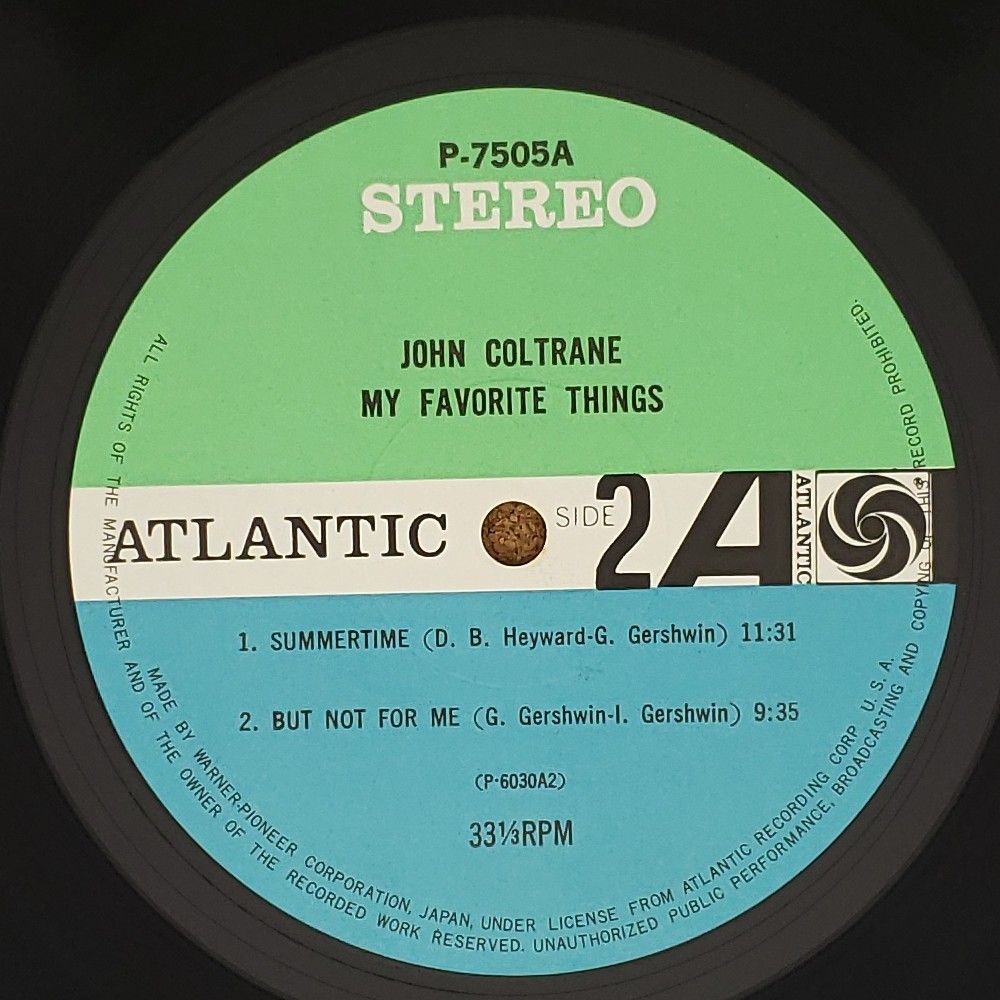 P-7505A
STEREO
JOHN COLTRANE
MY FAVORITE THINGS
ATLANTIC
SIDE 2
A
ATLANTIC
®
1. SUMMERTIME (D. B. Heyward-G. Gershwin) 11:31
2. BUT NOT FOR ME (G. Gershwin-I. Gershwin) 9:35
(P-6030A2)
33⅓RPM
MADE BY WARNER-PIONEER CORPORATION, JAPAN, UNDER LICENSE FROM ATLANTIC RECORDING CORP. U. S. A.
ALL RIGHTS OF THE MANUFACTURER AND OF THE OWNER OF THE RECORDED WORK RESERVED. UNAUTHORIZED PUBLIC PERFORMANCE, BROADCASTING AND COPYING OF THIS RECORD PROHIBITED.